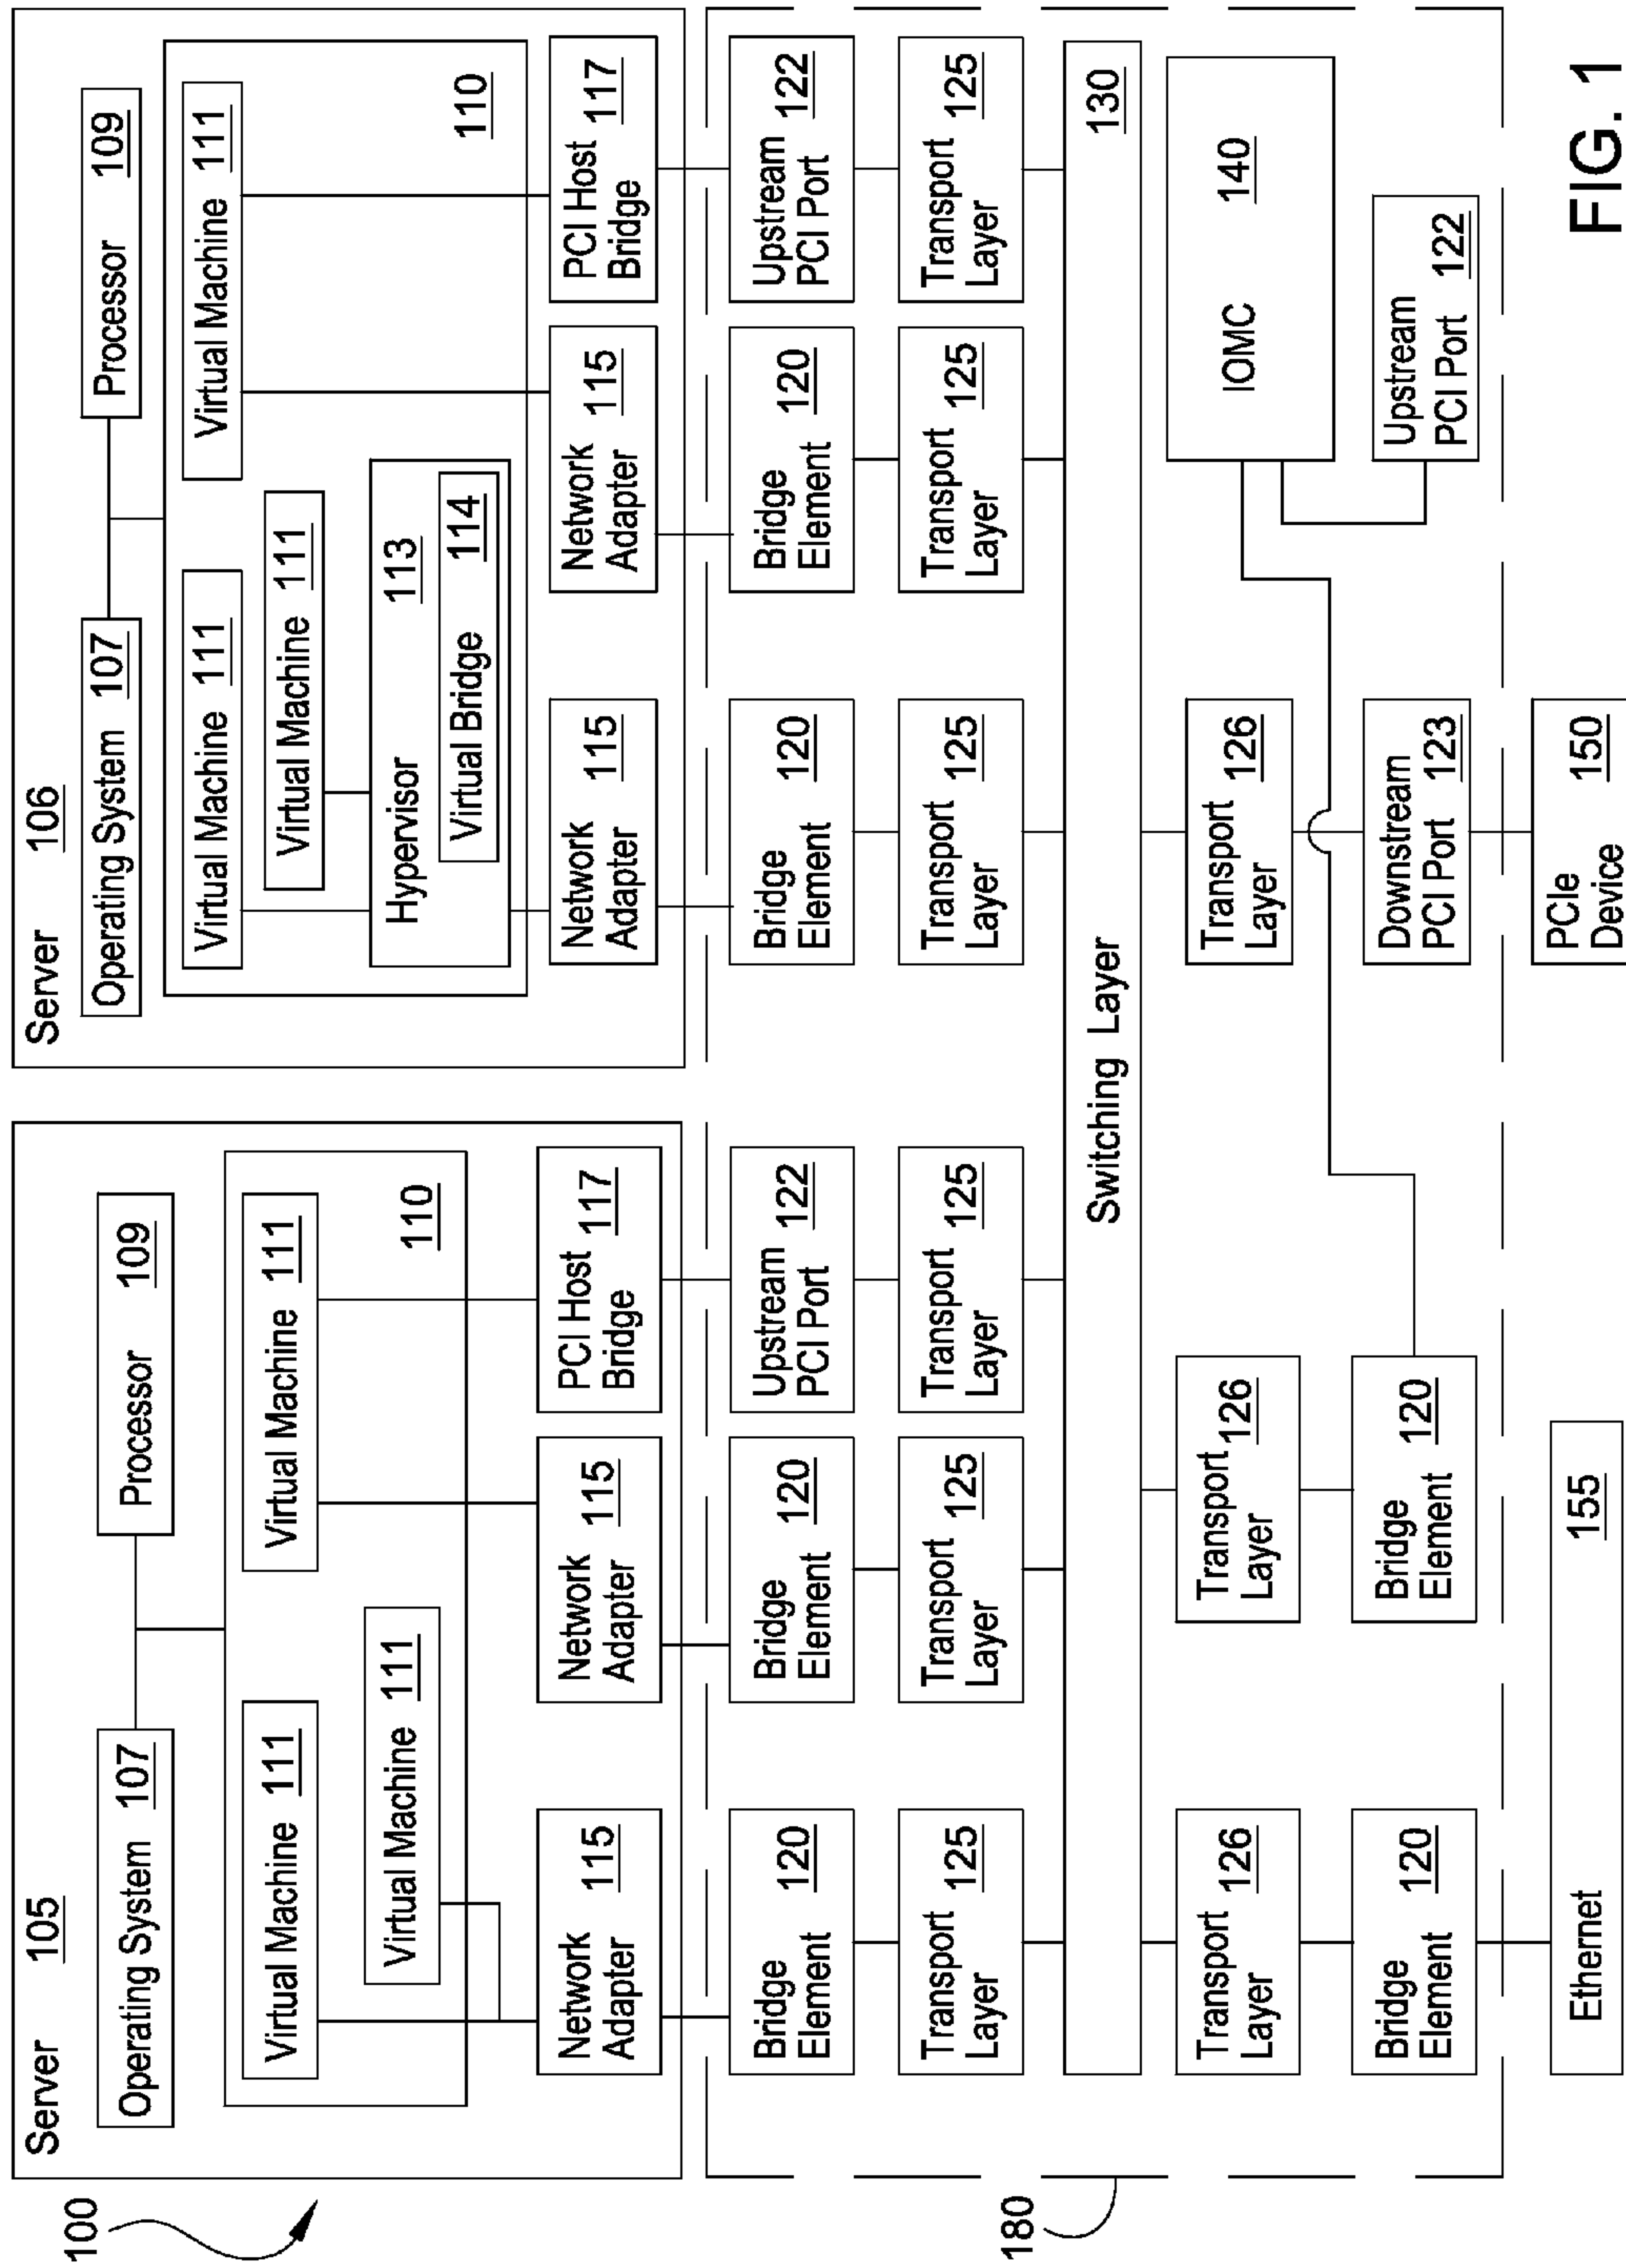 100
Server 105
Operating System 107
Processor 109
Virtual Machine 111
Virtual Machine 111
Virtual Machine 111
110
Network
Adapter 115
Network
Adapter 115
PCI Host
Bridge 117
Server 106
Operating System 107
Processor 109
Virtual Machine 111
Virtual Machine 111
Virtual Machine 111
Hypervisor 113
Virtual Bridge 114
110
Network
Adapter 115
Network
Adapter 115
PCI Host
Bridge 117
180
Bridge
Element 120
Bridge
Element 120
Upstream
PCI Port 122
Bridge
Element 120
Bridge
Element 120
Upstream
PCI Port 122
Transport
Layer 125
Transport
Layer 125
Transport
Layer 125
Transport
Layer 125
Transport
Layer 125
Transport
Layer 125
Switching Layer 130
Transport
Layer 126
Transport
Layer 126
Transport
Layer 126
IOMC 140
Bridge
Element 120
Bridge
Element 120
Downstream
PCI Port 123
Upstream
PCI Port 122
Ethernet 155
PCIe
Device 150
FIG. 1